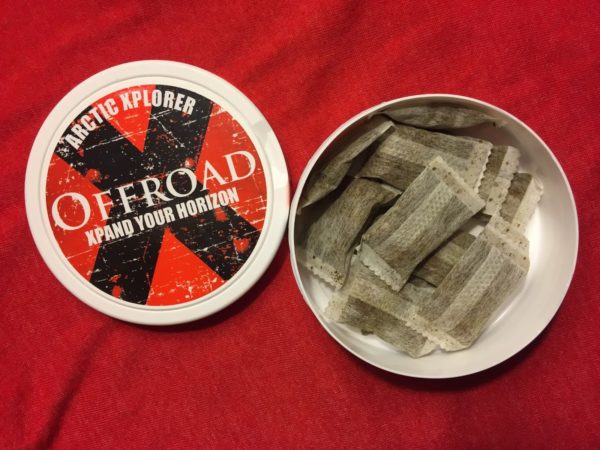 ARCTIC XPLORER
OFFROAD
XPAND YOUR HORIZON